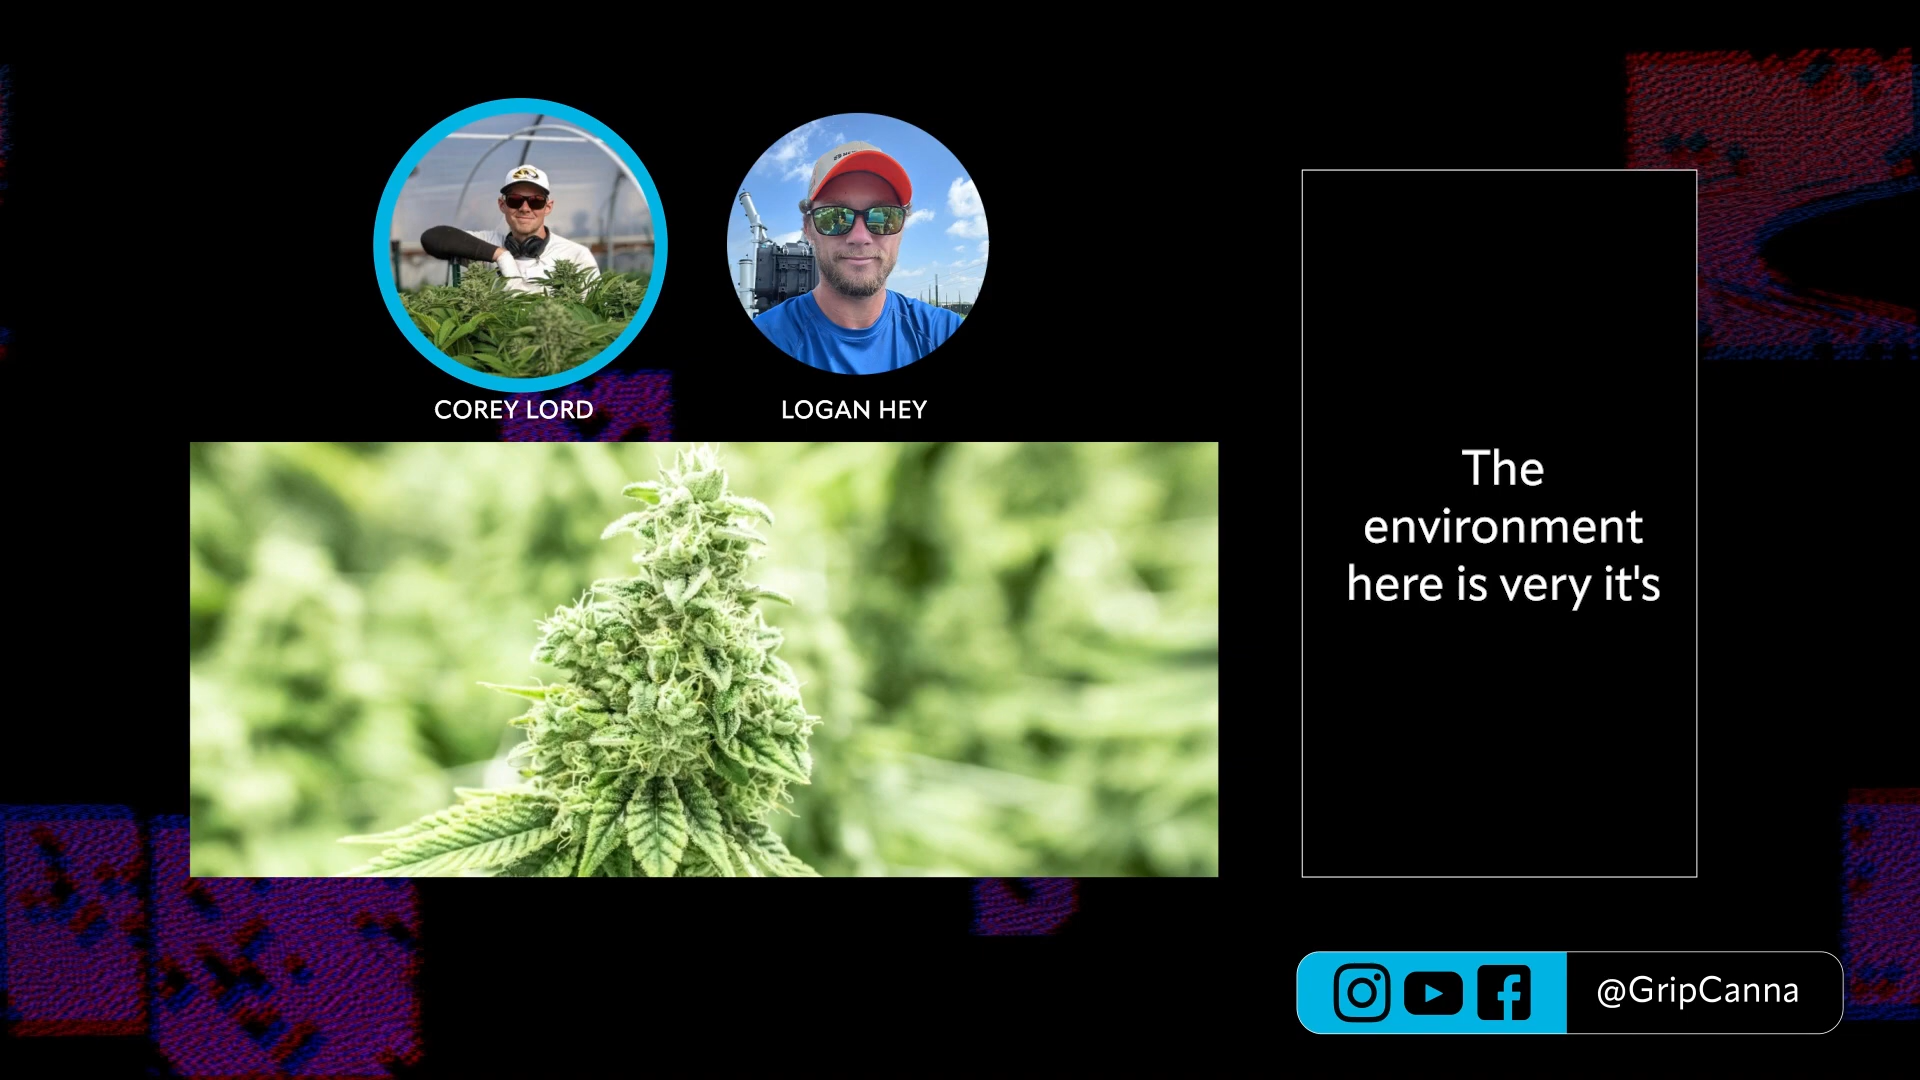 COREY LORD
LOGAN HEY
The
environment
here is very it's
@GripCanna